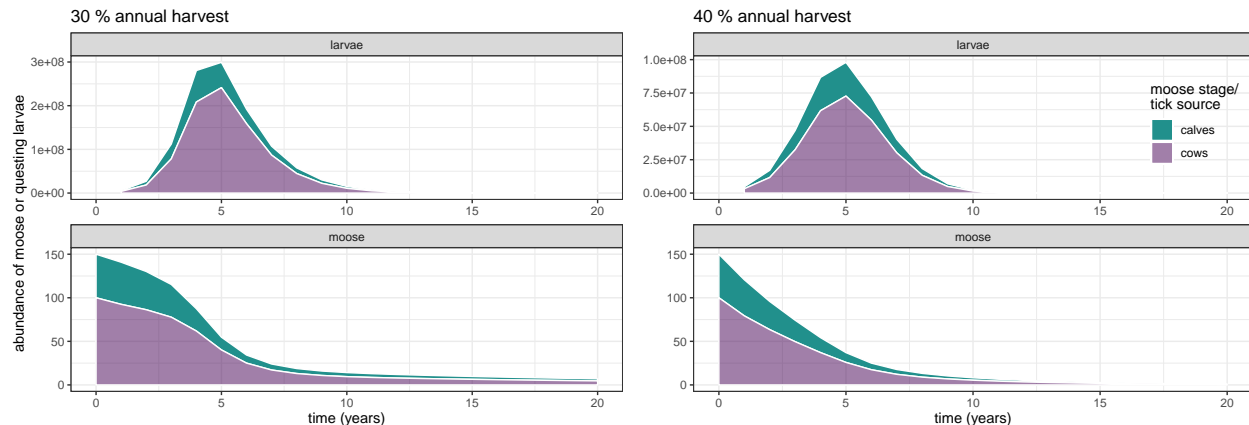 30 % annual harvest
larvae
3e+08
2e+08
1e+08
0e+00
0 5 10 15 20
moose
150
100
50
0
0 5 10 15 20
time (years)
abundance of moose or questing larvae
40 % annual harvest
larvae
1.0e+08
7.5e+07
5.0e+07
2.5e+07
0.0e+00
0 5 10 15 20
moose stage/
tick source
calves
cows
moose
150
100
50
0
0 5 10 15 20
time (years)